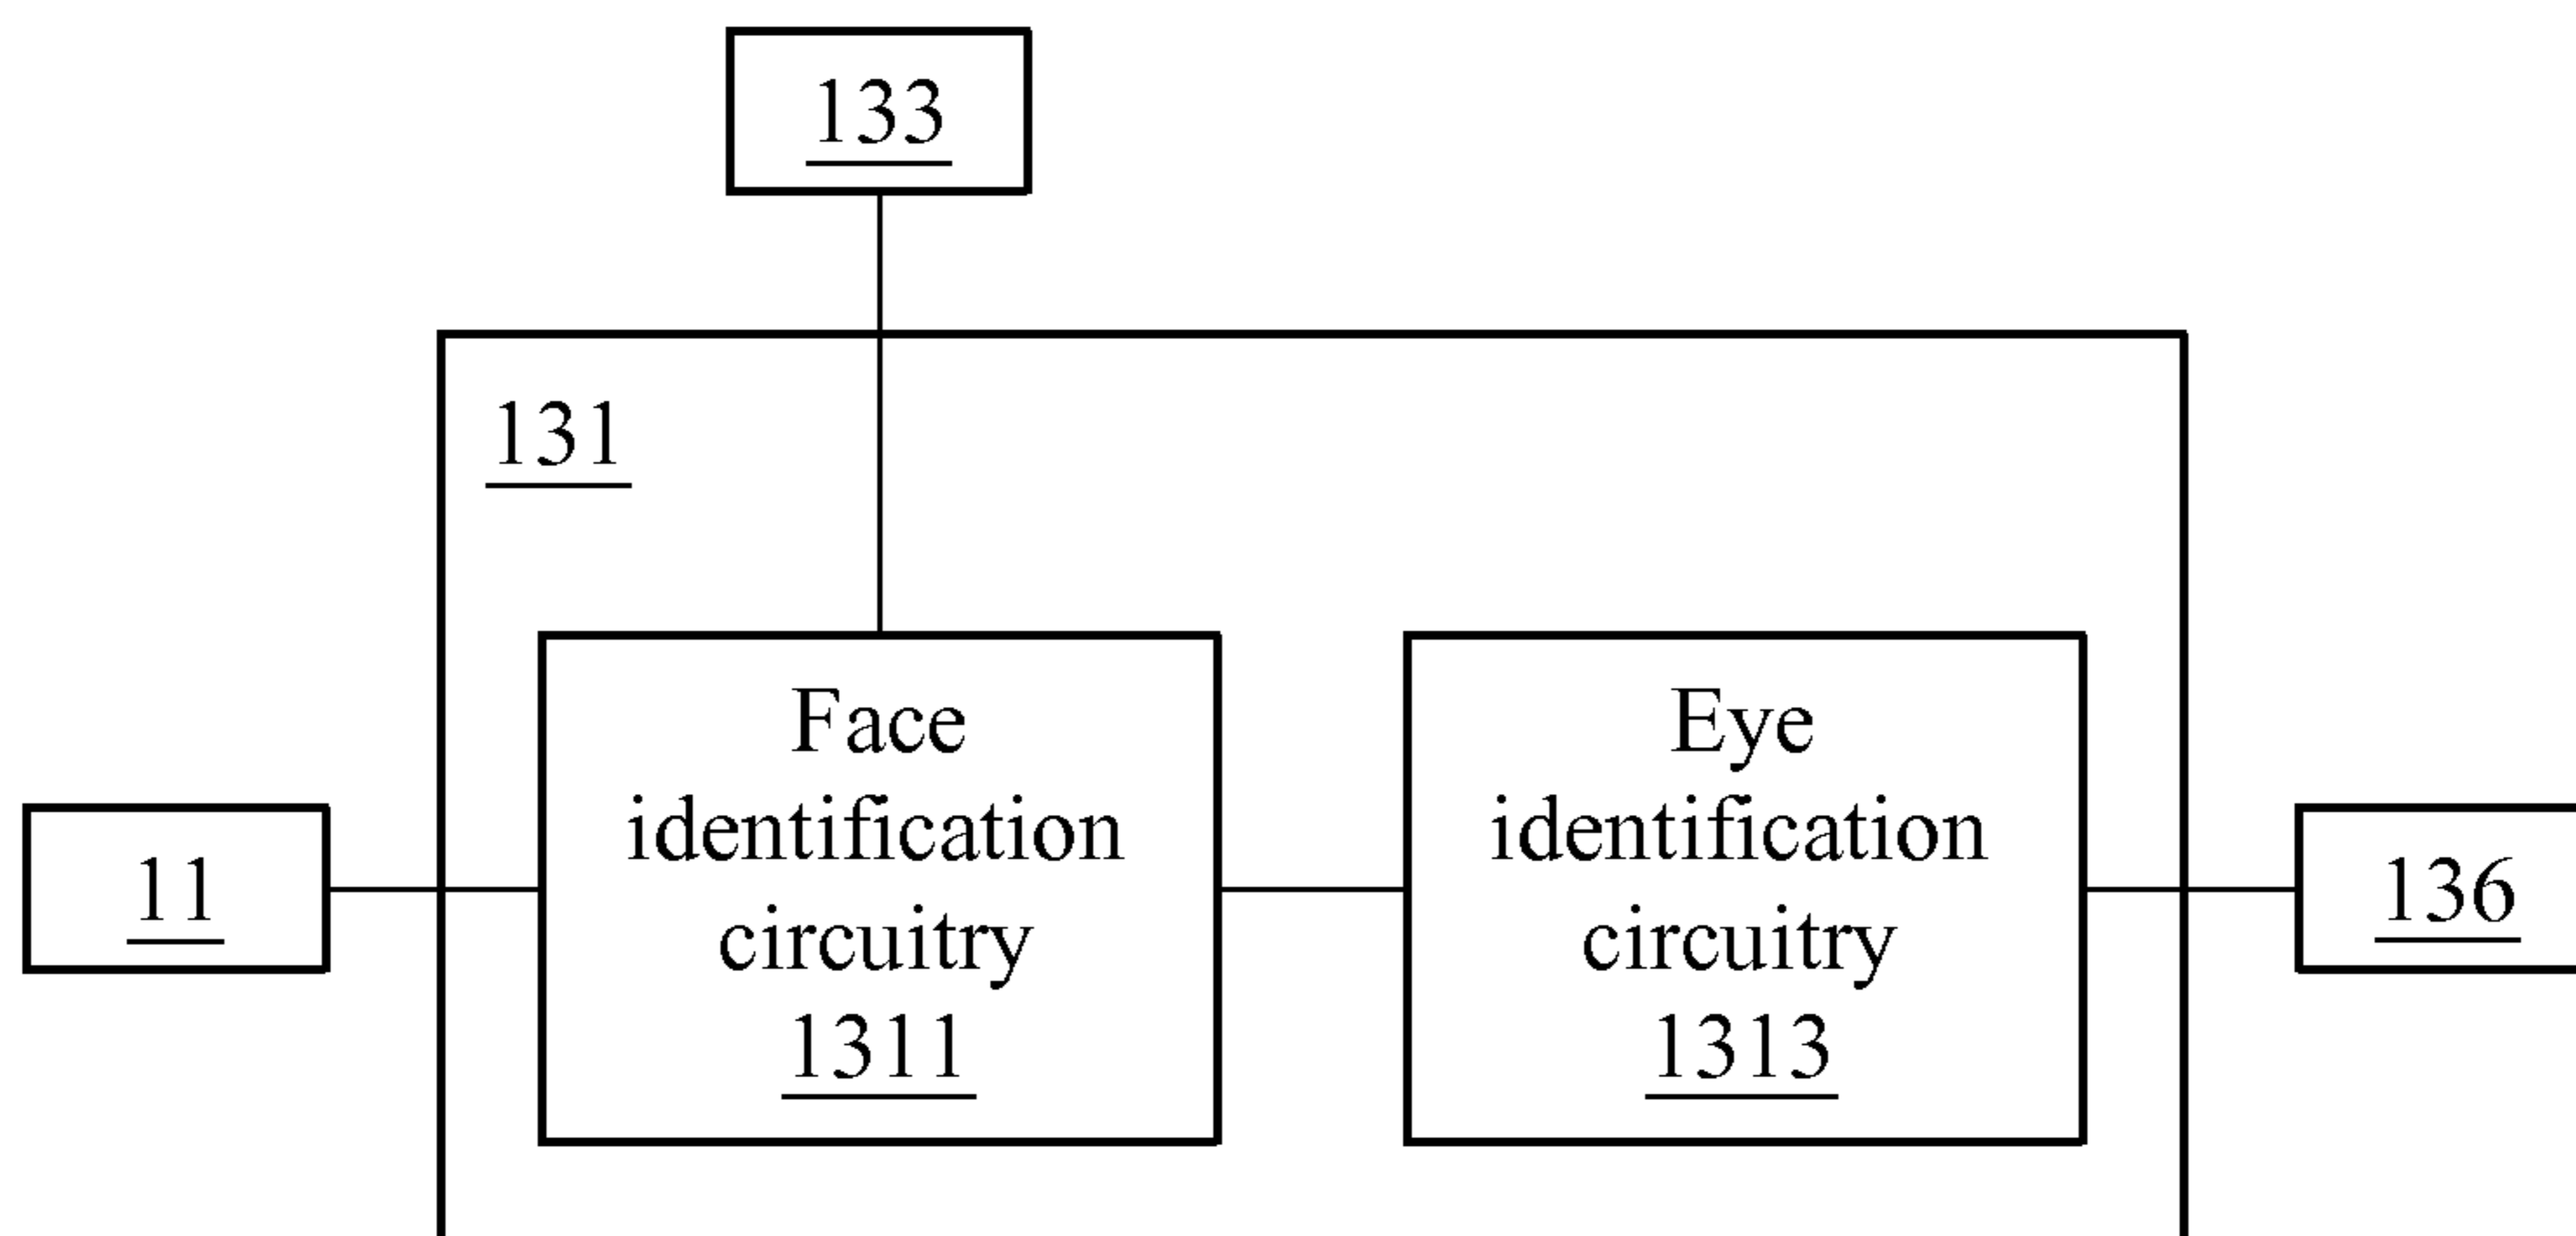 133
131
Face
identification
circuitry
1311
Eye
identification
circuitry
1313
11
136